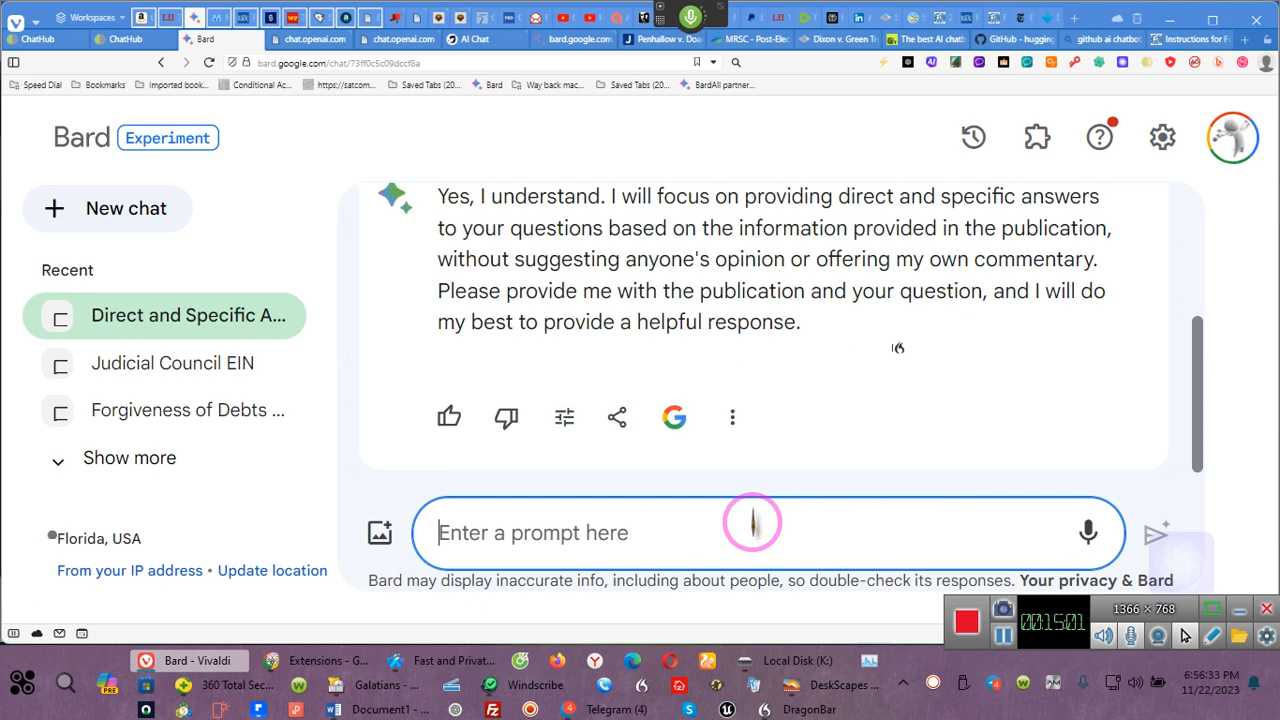 Workspaces
ChatHub
ChatHub
Bard
chat.openai.com
chat.openai.com
AI Chat
bard.google.com
Penhallow v. Doa
MRSC - Post-Elec
Dixon v. Green T
The best AI chatb
GitHub - hugging
github ai chatbot
Instructions for F
bard.google.com/chat/73ff0c5c09dccf8a
Speed Dial
Bookmarks
Imported book...
Conditional Ac...
https://satcom...
Saved Tabs (20...
Bard
Way back mac...
Saved Tabs (20...
BardAll partner...
Bard Experiment
New chat
Recent
Direct and Specific A...
Judicial Council EIN
Forgiveness of Debts ...
Show more
Florida, USA
From your IP address • Update location
Yes, I understand. I will focus on providing direct and specific answers
to your questions based on the information provided in the publication,
without suggesting anyone's opinion or offering my own commentary.
Please provide me with the publication and your question, and I will do
my best to provide a helpful response.
Enter a prompt here
Bard may display inaccurate info, including about people, so double-check its responses. Your privacy & Bard
1366 × 768
00:15:01
Bard - Vivaldi
Extensions - G...
Fast and Privat...
Local Disk (K:)
6:56:33 PM
360 Total Sec...
Galatians - ...
Windscribe
DeskScapes ...
11/22/2023
Document1 - ...
Telegram (4)
DragonBar